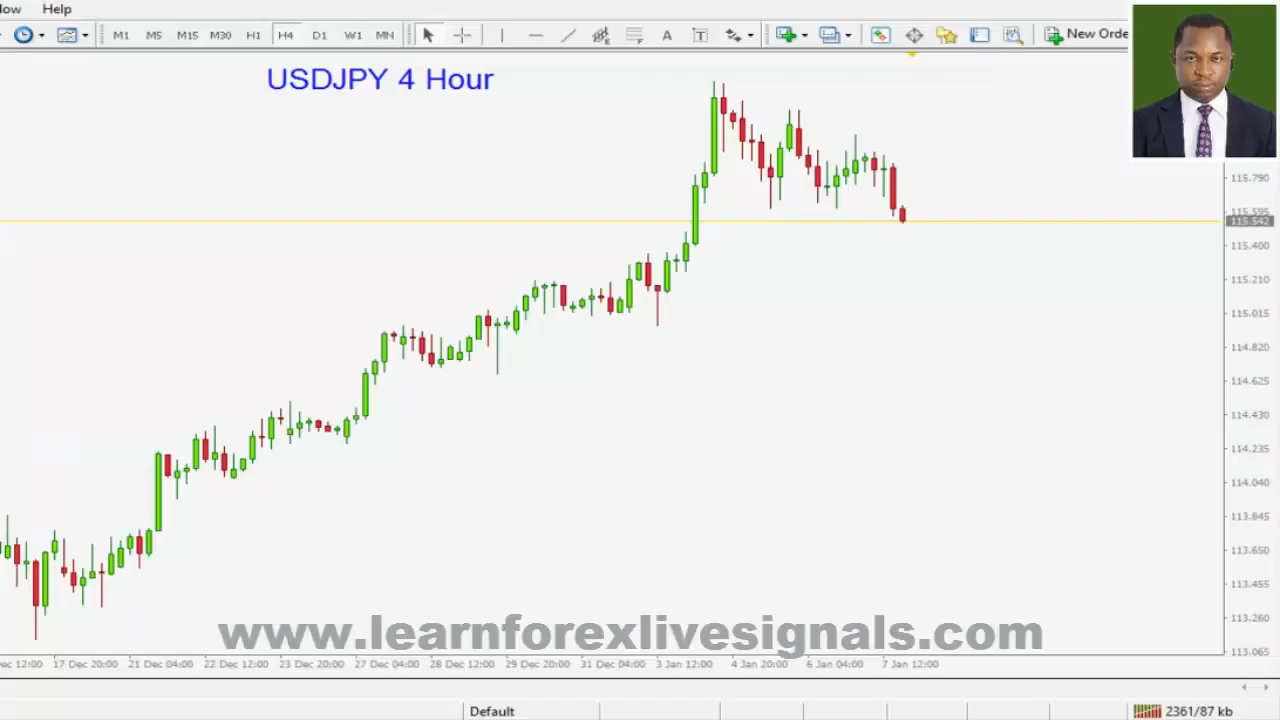 Help
M1 M5 M15 M30 H1 H4 D1 W1 MN A T New Orde
USDJPY 4 Hour
115.790
115.595
115.542
115.400
115.210
115.015
114.820
114.625
114.430
114.235
114.040
113.845
113.650
113.455
113.260
113.065
www.learnforexlivesignals.com
ec 12:00 17 Dec 20:00 21 Dec 04:00 22 Dec 12:00 23 Dec 20:00 27 Dec 04:00 28 Dec 12:00 29 Dec 20:00 31 Dec 04:00 3 Jan 12:00 4 Jan 20:00 6 Jan 04:00 7 Jan 12:00
Default 2361/87 kb